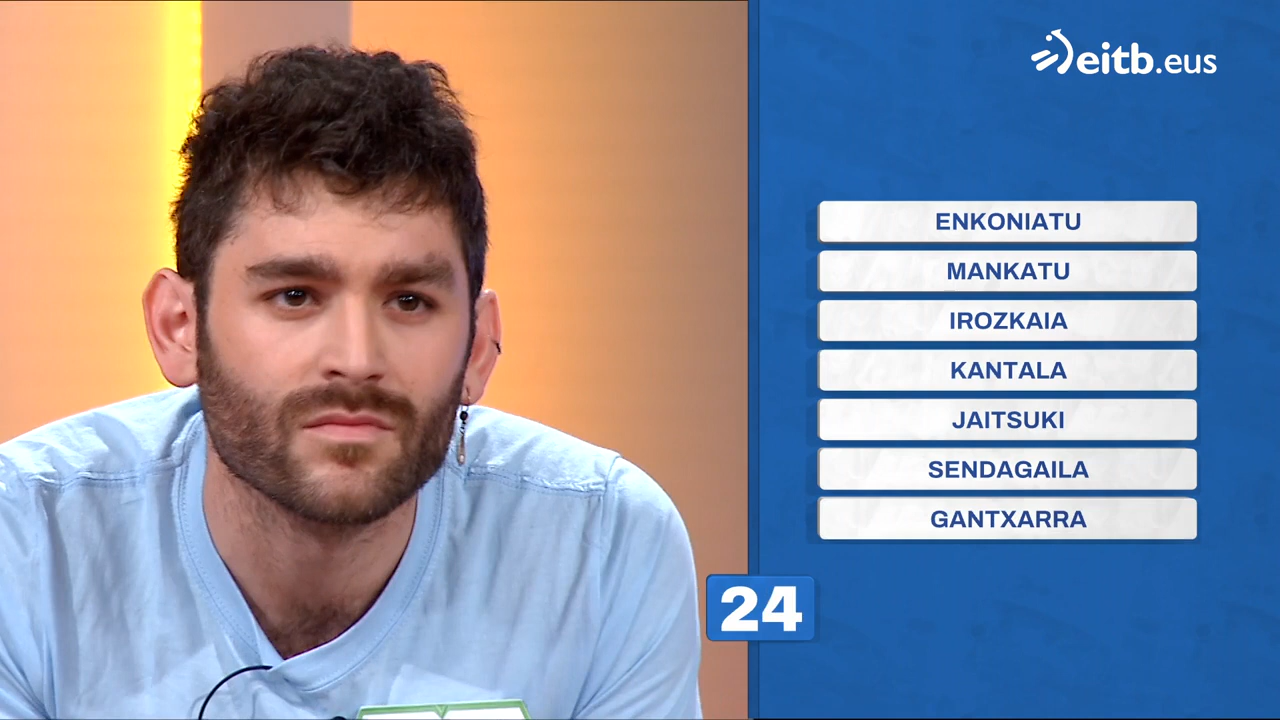 eitb.eus
ENKONIATU
MANKATU
IROZKAIA
KANTALA
JAITSUKI
SENDAGAILA
GANTXARRA
24